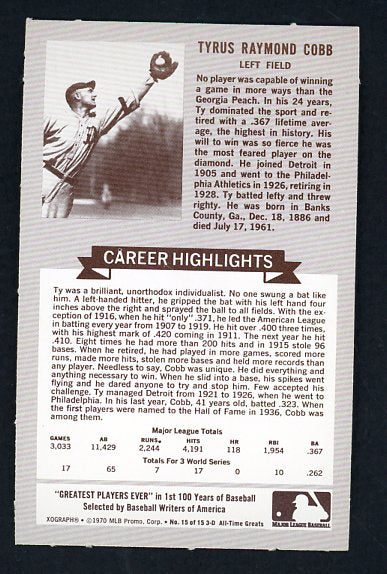 TYRUS RAYMOND COBB
LEFT FIELD
No player was capable of winning
a game in more ways than the
Georgia Peach. In his 24 years,
Ty dominated the sport and re-
tired with a .367 lifetime aver-
age, the highest in history. His
will to win was so fierce he was
the most feared player on the
diamond. He joined Detroit in
1905 and went to the Philadel-
phia Athletics in 1926, retiring in
1928. Ty batted lefty and threw
righty. He was born in Banks
County, Ga., Dec. 18, 1886 and
died July 17, 1961.
CAREER HIGHLIGHTS
Ty was a brilliant, unorthodox individualist. No one swung a bat like
him. A left-handed hitter, he gripped the bat with his left hand four
inches above the right and sprayed the ball to all fields. With the ex-
ception of 1916, when he hit "only" .371, he led the American League
in batting every year from 1907 to 1919. He hit over .400 three times,
with his highest mark of .420 coming in 1911. The next year he hit
.410. Eight times he had more than 200 hits and in 1915 stole 96
bases. When he retired, he had played in more games, scored more
runs, made more hits, stolen more bases and held more records than
any player. Needless to say, Cobb was unique. He did everything and
anything necessary to win. When he slid into a base, his spikes went
flying and he dared anyone to try and stop him. Few accepted his
challenge. Ty managed Detroit from 1921 to 1926, when he went to
Philadelphia. In his last year, Cobb, 41 years old, batted .323. When
the first players were named to the Hall of Fame in 1936, Cobb was
among them.
Major League Totals
GAMES AB RUNS HITS HR RBI BA
3,033 11,429 2,244 4,191 118 1,954 .367
Totals For 3 World Series
17 65 7 17 0 10 .262
"GREATEST PLAYERS EVER" in 1st 100 Years of Baseball
Selected by Baseball Writers of America
XOGRAPH® • ©1970 MLB Promo. Corp. • No. 15 of 15 3-D All-Time Greats
MAJOR LEAGUE BASEBALL